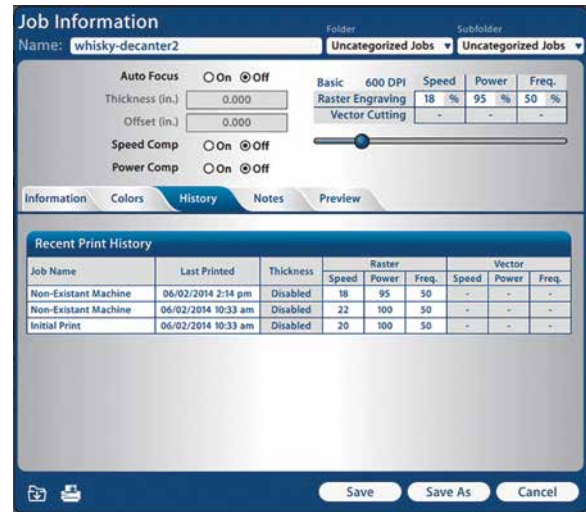 Job Information
Folder Subfolder
Name: whisky-decanter2 Uncategorized Jobs Uncategorized Jobs
Auto Focus On Off
Thickness (in.) 0.000
Offset (in.) 0.000
Speed Comp On Off
Power Comp On Off
Basic 600 DPI Speed Power Freq.
Raster Engraving 18 % 95 % 50 %
Vector Cutting - - -
Information Colors History Notes Preview
Recent Print History
Job Name Last Printed Thickness Raster Vector
Speed Power Freq. Speed Power Freq.
Non-Existant Machine 06/02/2014 2:14 pm Disabled 18 95 50 - - -
Non-Existant Machine 06/02/2014 10:33 am Disabled 22 100 50 - - -
Initial Print 06/02/2014 10:33 am Disabled 20 100 50 - - -
Save Save As Cancel